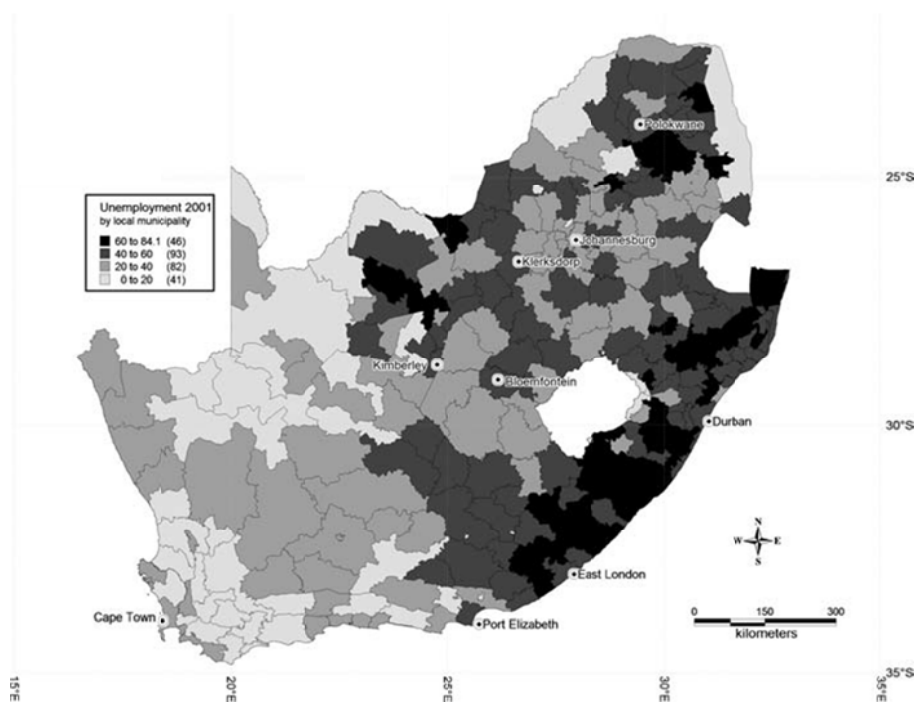 Polokwane
25°S
Unemployment 2001
by local municipality
60 to 84.1 (46)
40 to 60 (93)
20 to 40 (82)
0 to 20 (41)
Johannesburg
Klerksdorp
Kimberley
Bloemfontein
Durban
30°S
N
W E
S
East London
Cape Town
Port Elizabeth
0 150 300
kilometers
35°S
15°E
20°E
25°E
30°E
35°E